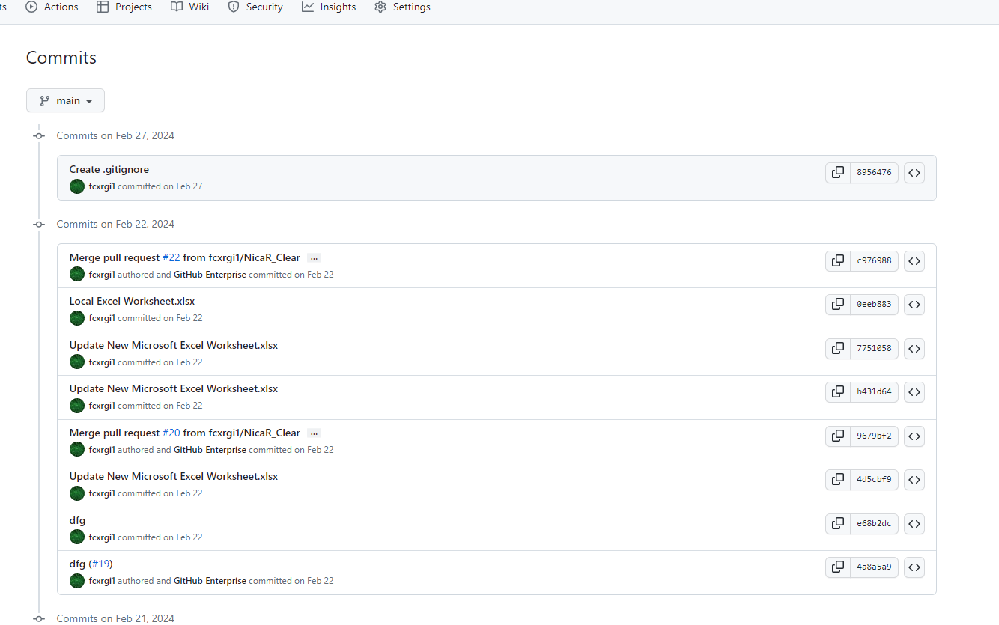 ts Actions Projects Wiki Security Insights Settings
Commits
main
Commits on Feb 27, 2024
Create .gitignore
8956476
fcxrgi1 committed on Feb 27
Commits on Feb 22, 2024
Merge pull request #22 from fcxrgi1/NicaR_Clear ...
c976988
fcxrgi1 authored and GitHub Enterprise committed on Feb 22
Local Excel Worksheet.xlsx
0eeb883
fcxrgi1 committed on Feb 22
Update New Microsoft Excel Worksheet.xlsx
7751058
fcxrgi1 committed on Feb 22
Update New Microsoft Excel Worksheet.xlsx
b431d64
fcxrgi1 committed on Feb 22
Merge pull request #20 from fcxrgi1/NicaR_Clear ...
9679bf2
fcxrgi1 authored and GitHub Enterprise committed on Feb 22
Update New Microsoft Excel Worksheet.xlsx
4d5cbf9
fcxrgi1 committed on Feb 22
dfg
e68b2dc
fcxrgi1 committed on Feb 22
dfg (#19)
4a8a5a9
fcxrgi1 authored and GitHub Enterprise committed on Feb 22
Commits on Feb 21, 2024